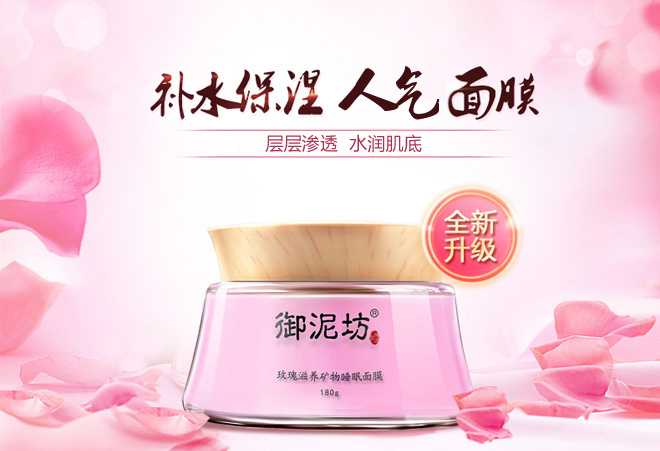 补水保湿 人气面膜
层层渗透 水润肌底
全新
升级
御泥坊®
玫瑰滋养矿物睡眠面膜
180g